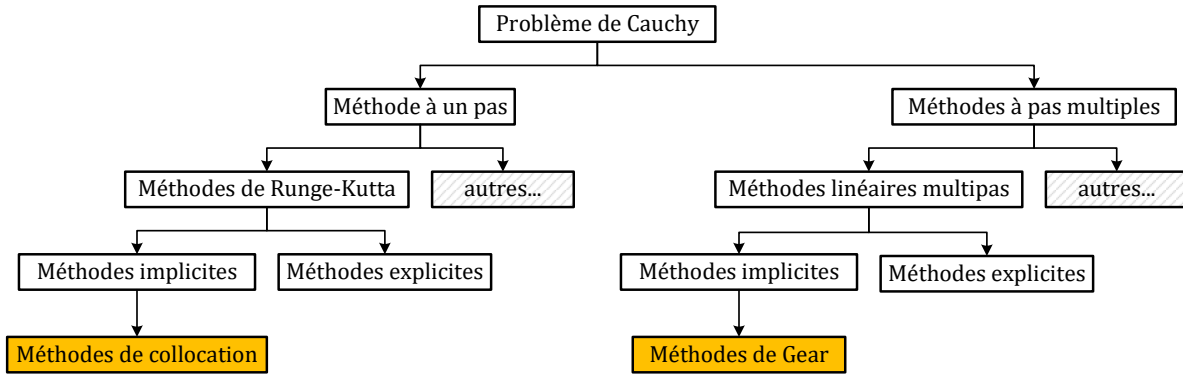 Problème de Cauchy
Méthode à un pas
Méthodes à pas multiples
Méthodes de Runge-Kutta
autres...
Méthodes linéaires multipas
autres...
Méthodes implicites
Méthodes explicites
Méthodes implicites
Méthodes explicites
Méthodes de collocation
Méthodes de Gear